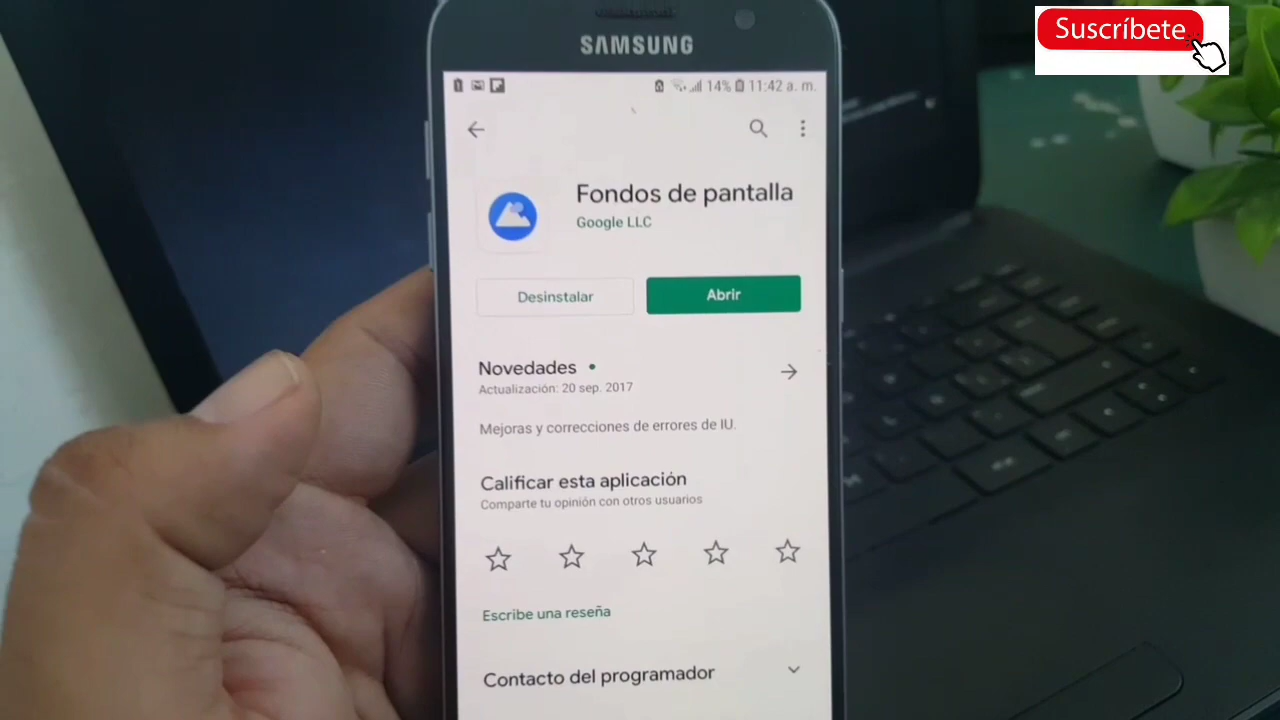 Suscríbete
SAMSUNG
14% 11:42 a. m.
Fondos de pantalla
Google LLC
Desinstalar
Abrir
Novedades
Actualización: 20 sep. 2017
Mejoras y correcciones de errores de IU.
Calificar esta aplicación
Comparte tu opinión con otros usuarios
Escribe una reseña
Contacto del programador